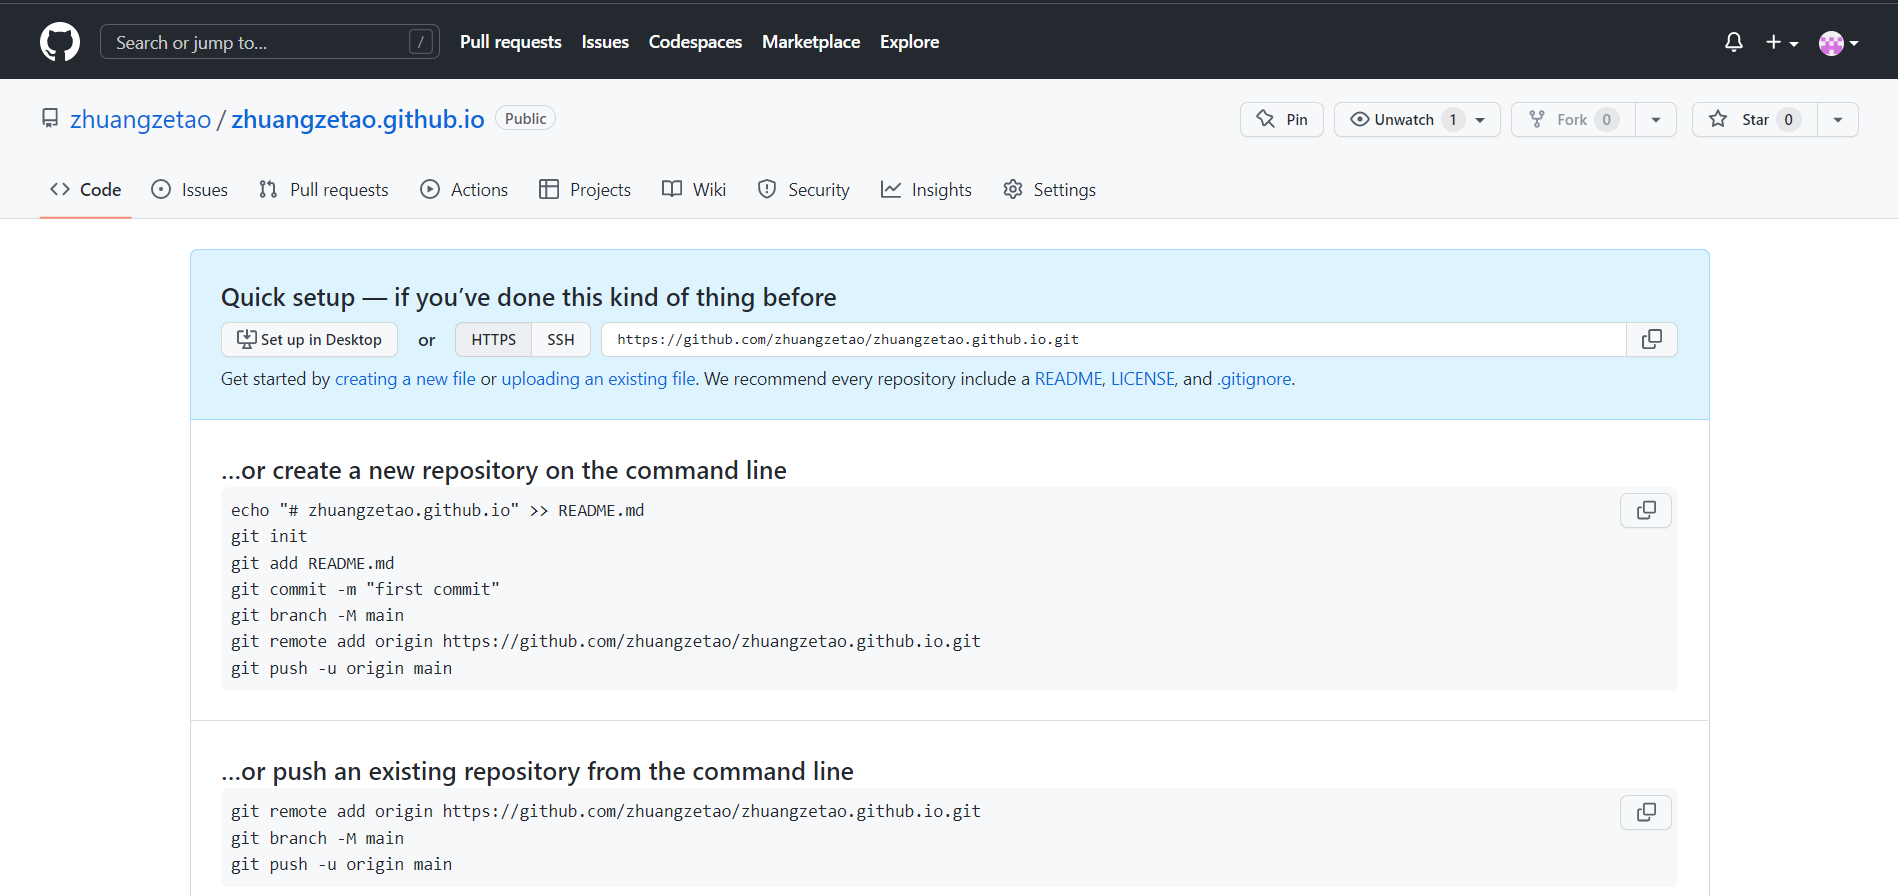 Search or jump to... /
Pull requests Issues Codespaces Marketplace Explore
zhuangzetao / zhuangzetao.github.io Public
Pin Unwatch 1 Fork 0 Star 0
Code Issues Pull requests Actions Projects Wiki Security Insights Settings
Quick setup — if you’ve done this kind of thing before
Set up in Desktop or HTTPS SSH https://github.com/zhuangzetao/zhuangzetao.github.io.git
Get started by creating a new file or uploading an existing file. We recommend every repository include a README, LICENSE, and .gitignore.
…or create a new repository on the command line
echo "# zhuangzetao.github.io" >> README.md
git init
git add README.md
git commit -m "first commit"
git branch -M main
git remote add origin https://github.com/zhuangzetao/zhuangzetao.github.io.git
git push -u origin main
…or push an existing repository from the command line
git remote add origin https://github.com/zhuangzetao/zhuangzetao.github.io.git
git branch -M main
git push -u origin main